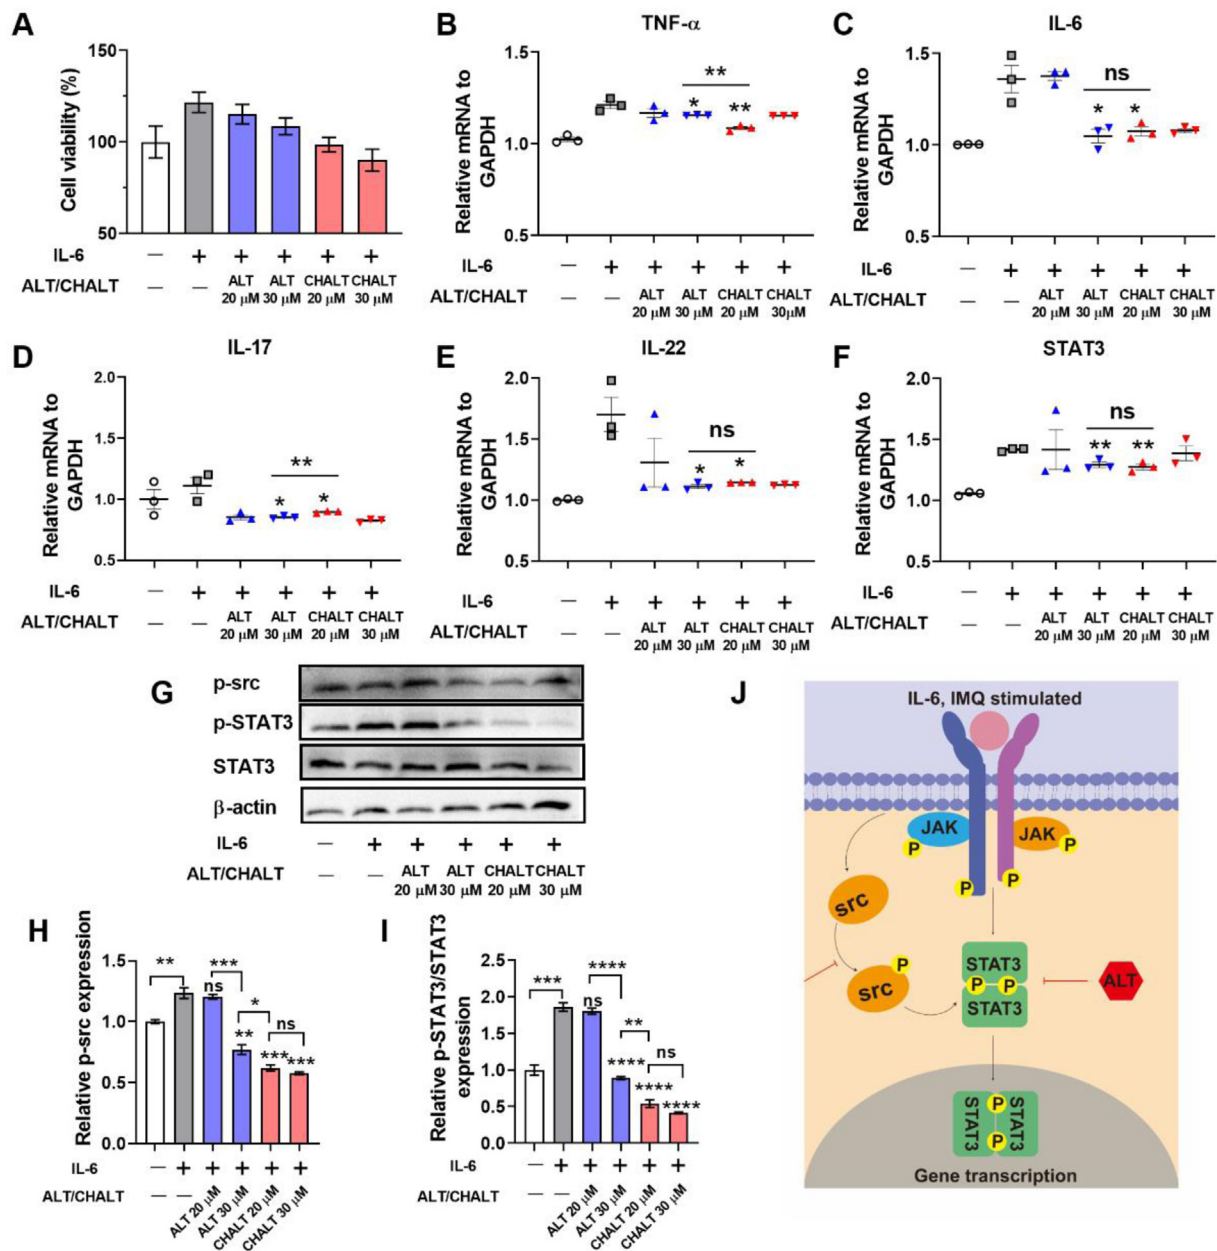 A
150
100
50
Cell viability (%)
IL-6
— + + + + +
ALT/CHALT
— — ALT 20 μM ALT 30 μM CHALT 20 μM CHALT 30 μM
B
TNF-α
1.5
1.0
0.5
Relative mRNA to GAPDH
**
* **
IL-6
— + + + + +
ALT/CHALT
— — ALT 20 μM ALT 30 μM CHALT 20 μM CHALT 30μM
C
IL-6
1.5
1.0
0.5
Relative mRNA to GAPDH
ns
* *
IL-6
— + + + + +
ALT/CHALT
— — ALT 20 μM ALT 30 μM CHALT 20 μM CHALT 30 μM
D
IL-17
2.0
1.5
1.0
0.5
Relative mRNA to GAPDH
**
* *
IL-6
— + + + + +
ALT/CHALT
— — ALT 20 μM ALT 30 μM CHALT 20 μM CHALT 30 μM
E
IL-22
2.0
1.5
1.0
0.5
Relative mRNA to GAPDH
ns
* *
IL-6
— + + + + +
ALT/CHALT
— — ALT 20 μM ALT 30 μM CHALT 20 μM CHALT 30 μM
F
STAT3
2.0
1.5
1.0
0.5
Relative mRNA to GAPDH
ns
** **
IL-6
— + + + + +
ALT/CHALT
— — ALT 20 μM ALT 30 μM CHALT 20 μM CHALT 30 μM
G
p-src
p-STAT3
STAT3
β-actin
IL-6
— + + + + +
ALT/CHALT
— — ALT 20 μM ALT 30 μM CHALT 20 μM CHALT 30 μM
H
1.5
1.0
0.5
0.0
Relative p-src expression
** *** * ns
ns ** *** ***
IL-6
— + + + + +
ALT/CHALT
— — ALT 20 μM ALT 30 μM CHALT 20 μM CHALT 30 μM
I
2.5
2.0
1.5
1.0
0.5
0.0
Relative p-STAT3/STAT3 expression
*** **** ** ns
ns **** **** ****
IL-6
— + + + + +
ALT/CHALT
— — ALT 20 μM ALT 30 μM CHALT 20 μM CHALT 30 μM
J
IL-6, IMQ stimulated
JAK
JAK
P
P
P
P
src
P
src
STAT3
P P
STAT3
ALT
STAT3
P
P
STAT3
Gene transcription